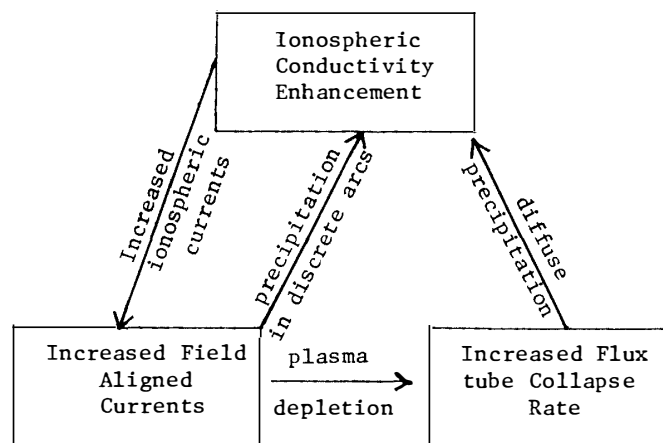 Ionospheric
Conductivity
Enhancement
Increased
ionospheric
currents
precipitation
in discrete arcs
diffuse
precipitation
Increased Field
Aligned
Currents
plasma
depletion
Increased Flux
tube Collapse
Rate